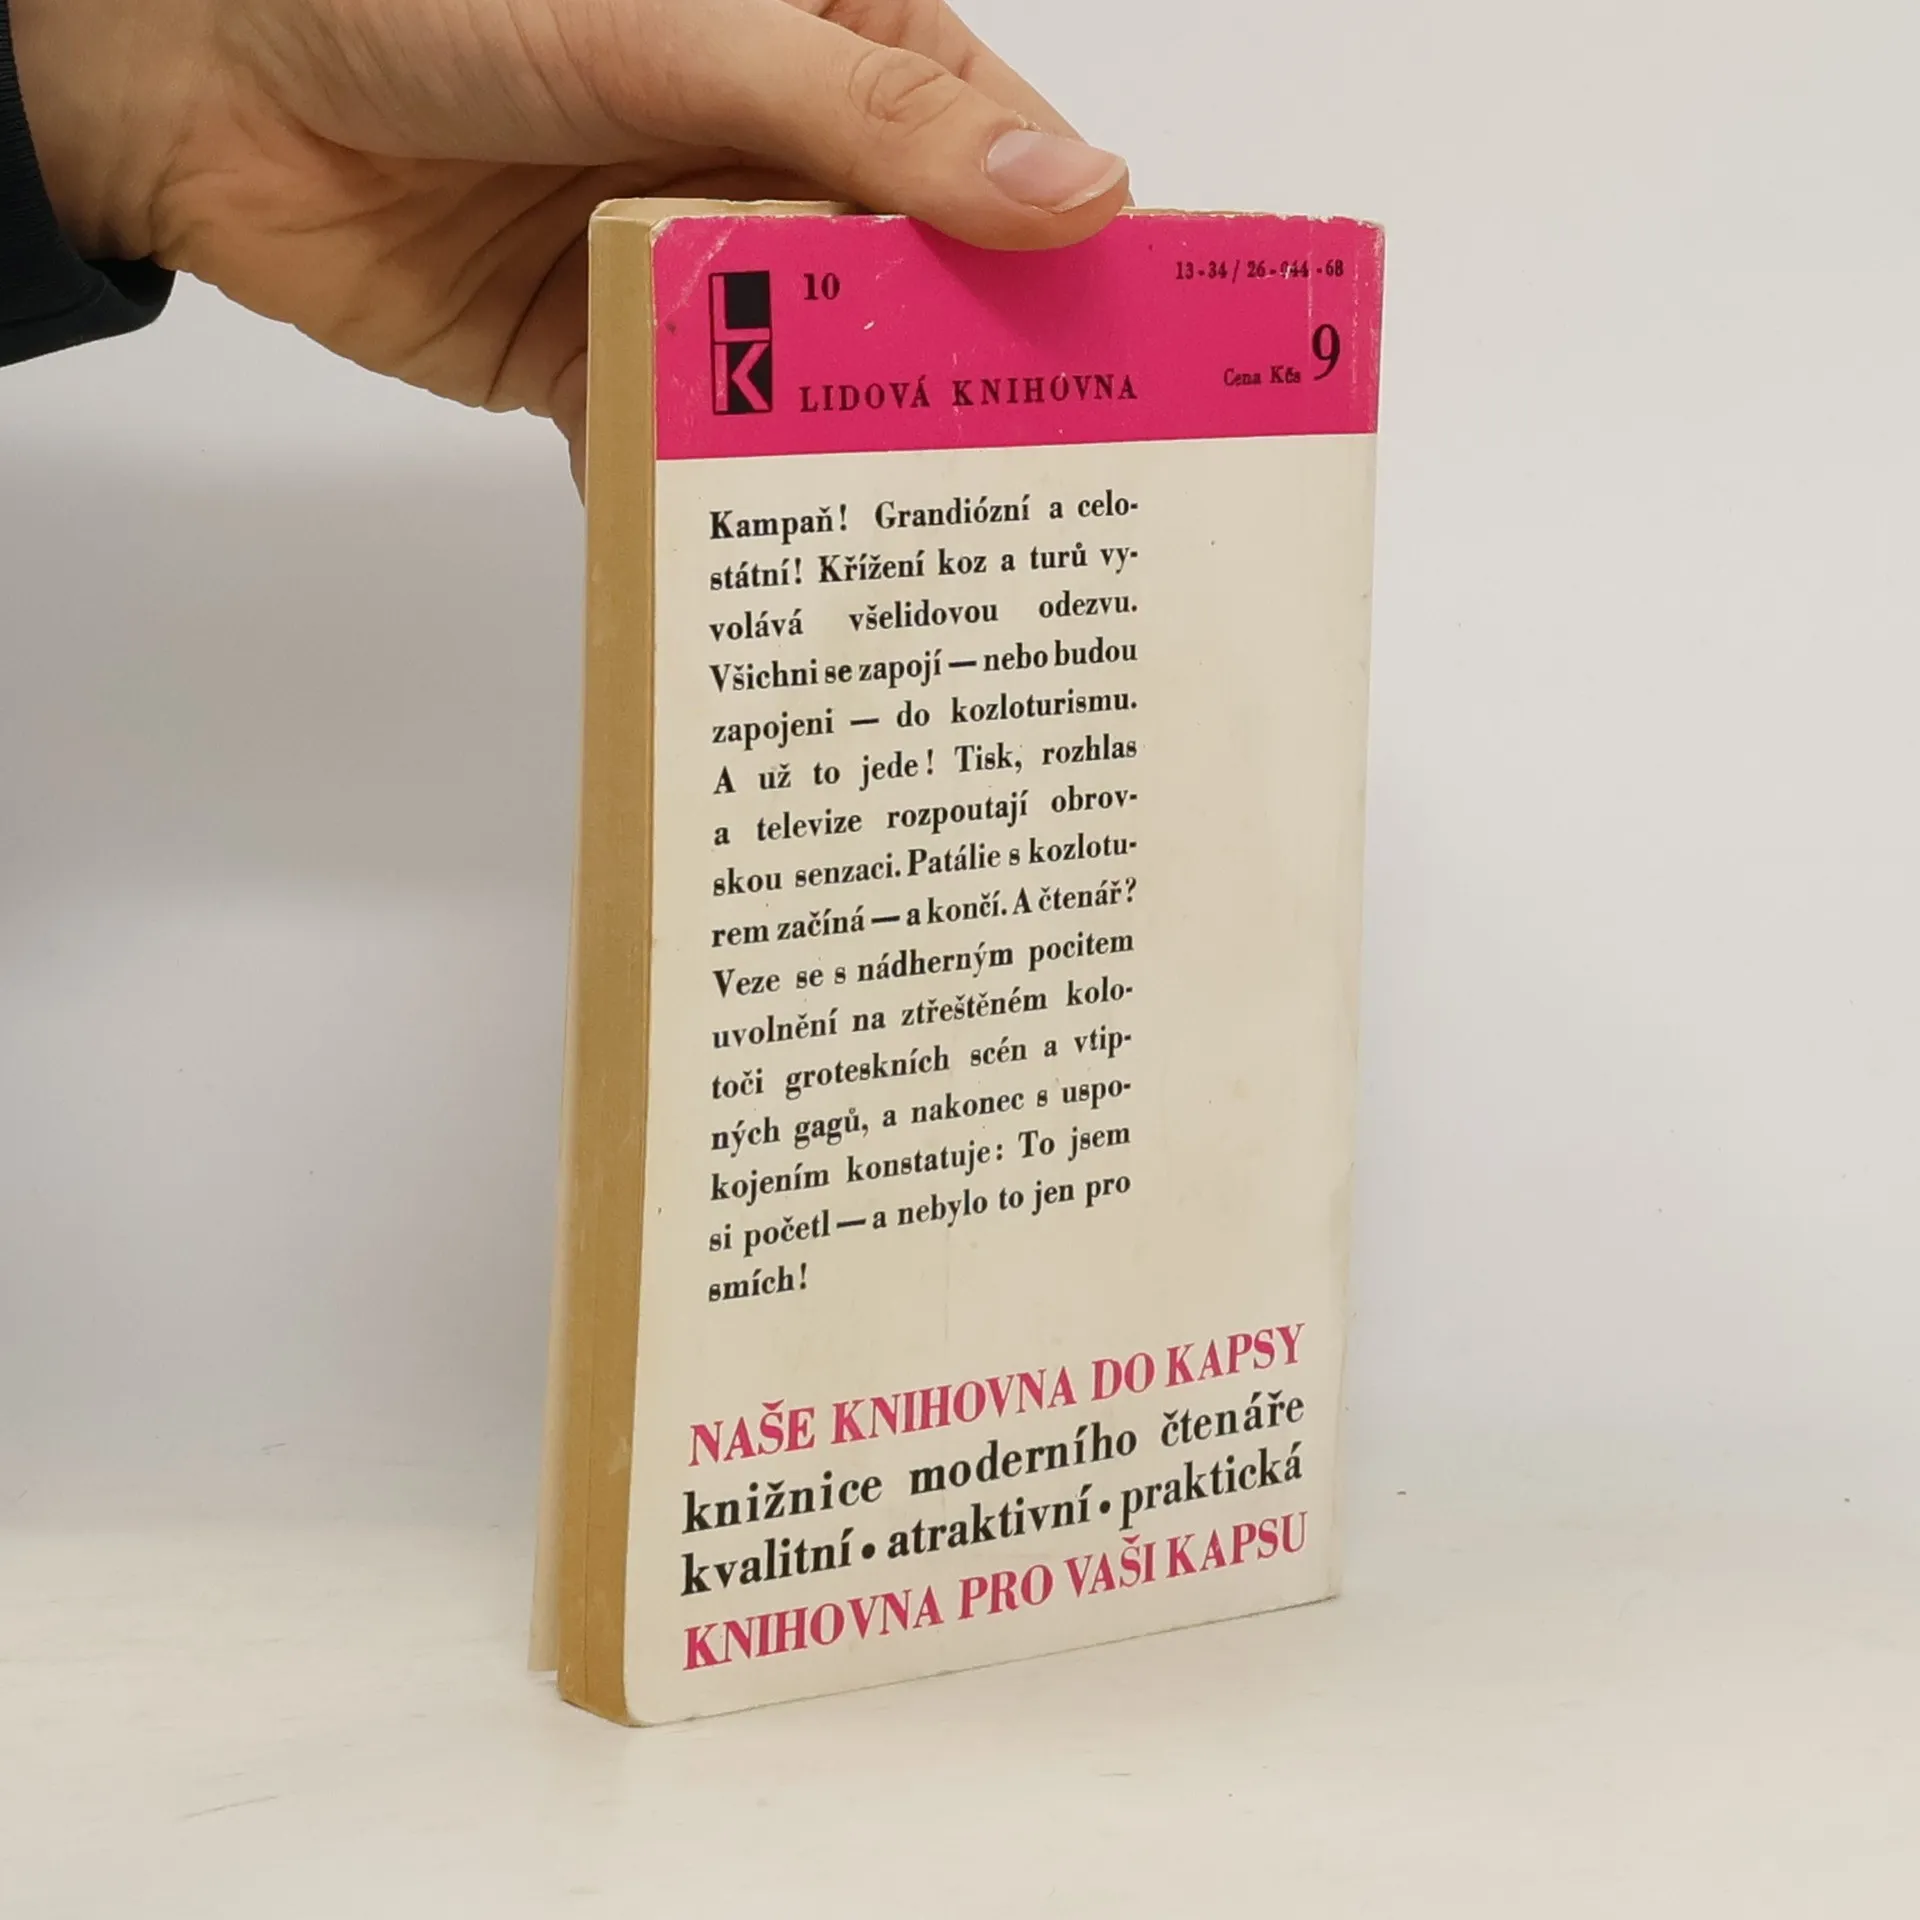 LK
10
13-34/26-044-68
LIDOVÁ KNIHOVNA
Cena Kčs 9
Kampaň! Grandiózní a celo-
státní! Křížení koz a turů vy-
volává všelidovou odezvu.
Všichni se zapojí — nebo budou
zapojeni — do kozloturismu.
A už to jede! Tisk, rozhlas
a televize rozpoutají obrov-
skou senzaci. Patálie s kozlotu-
rem začíná — a končí. A čtenář?
Veze se s nádherným pocitem
uvolnění na ztřeštěném kolo-
toči groteskních scén a vtip-
ných gagů, a nakonec s uspo-
kojením konstatuje: To jsem
si početl — a nebylo to jen pro
smích!
NAŠE KNIHOVNA DO KAPSY
knižnice moderního čtenáře
kvalitní • atraktivní • praktická
KNIHOVNA PRO VAŠI KAPSU